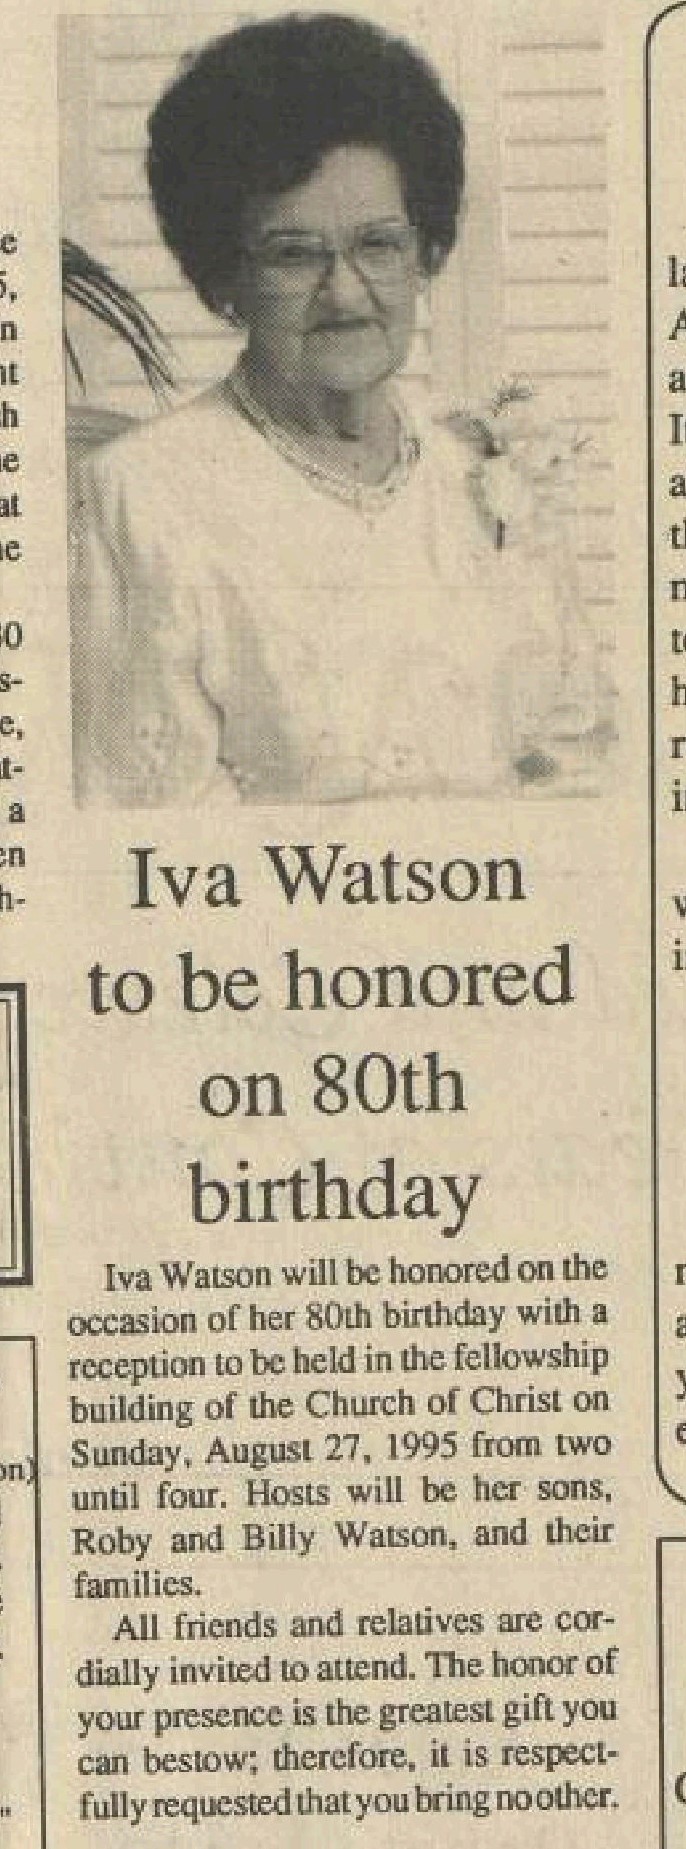 Iva Watson
to be honored
on 80th
birthday
Iva Watson will be honored on the
occasion of her 80th birthday with a
reception to be held in the fellowship
building of the Church of Christ on
Sunday, August 27, 1995 from two
until four. Hosts will be her sons,
Roby and Billy Watson, and their
families.
All friends and relatives are cor-
dially invited to attend. The honor of
your presence is the greatest gift you
can bestow; therefore, it is respect-
fully requested that you bring no other.